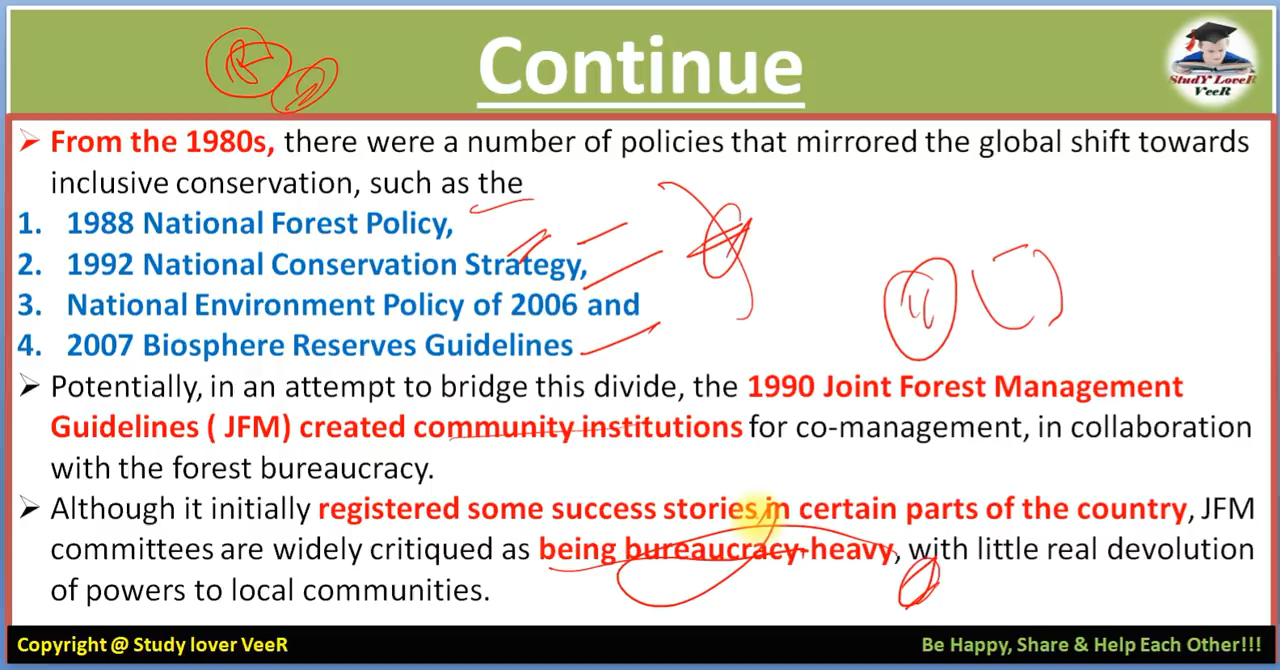 Continue
StudY LoveR
VeeR
➢ From the 1980s, there were a number of policies that mirrored the global shift towards
inclusive conservation, such as the
1. 1988 National Forest Policy,
2. 1992 National Conservation Strategy,
3. National Environment Policy of 2006 and
4. 2007 Biosphere Reserves Guidelines
➢ Potentially, in an attempt to bridge this divide, the 1990 Joint Forest Management
Guidelines ( JFM) created community institutions for co-management, in collaboration
with the forest bureaucracy.
➢ Although it initially registered some success stories in certain parts of the country, JFM
committees are widely critiqued as being bureaucracy-heavy, with little real devolution
of powers to local communities.
Copyright @ Study lover VeeR
Be Happy, Share & Help Each Other!!!